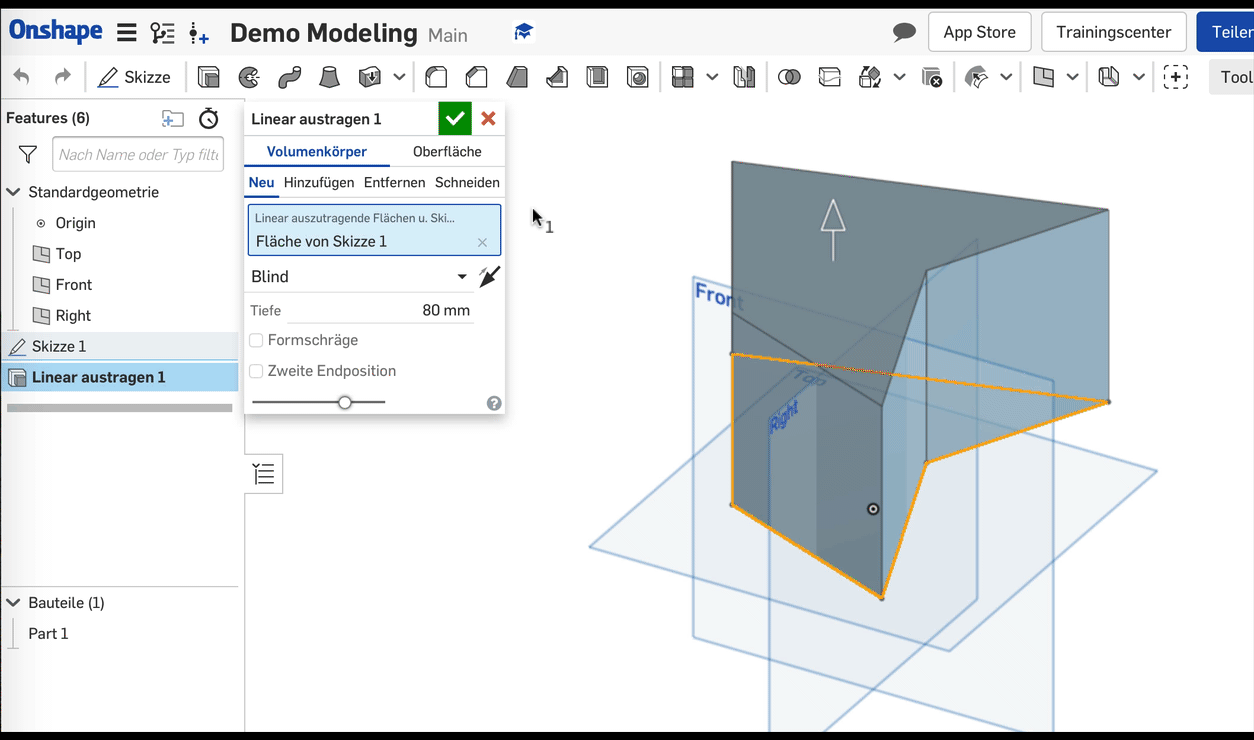 Onshape Demo Modeling Main App Store Trainingscenter Teilen
Skizze Tool
Features (6)
Nach Name oder Typ filte
Standardgeometrie
Origin
Top
Front
Right
Skizze 1
Linear austragen 1
Bauteile (1)
Part 1
Linear austragen 1
Volumenkörper Oberfläche
Neu Hinzufügen Entfernen Schneiden
Linear auszutragende Flächen u. Ski...
Fläche von Skizze 1
Blind
Tiefe 80 mm
Formschräge
Zweite Endposition
1
Front
Top
Right